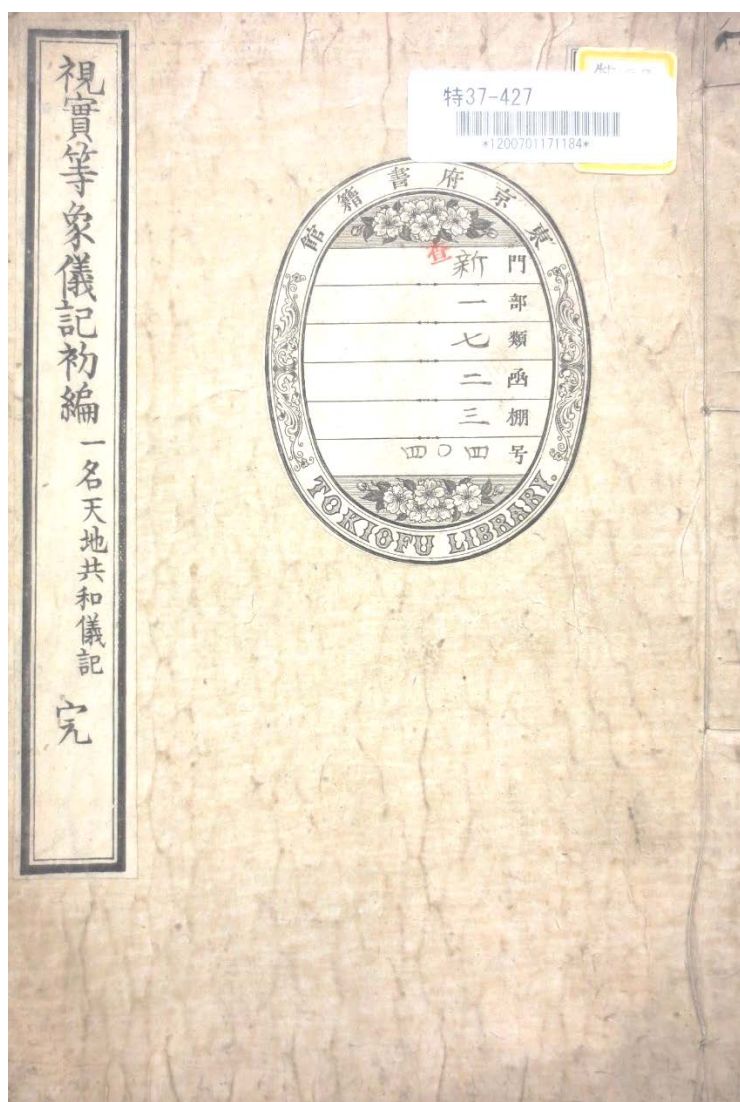 視實等象儀記初編 一名天地共和儀記 完
特37-427
*1200701171184*
東京府書籍館
査
門 新
部 一
類 七
函 二
棚 三
号 四〇四
TOKIOFU LIBRARY.